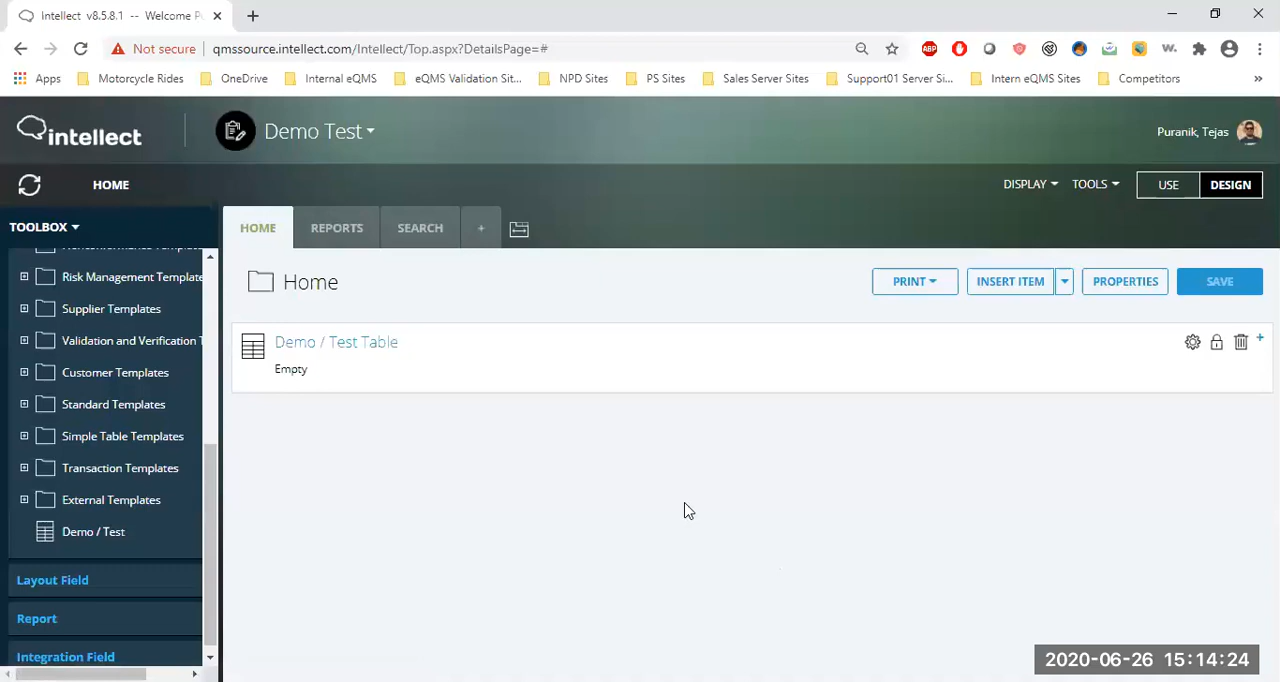 Intellect v8.5.8.1 -- Welcome
Not secure
qmssource.intellect.com/Intellect/Top.aspx?DetailsPage=#
ABP
W.
Apps
Motorcycle Rides
OneDrive
Internal eQMS
eQMS Validation Sit...
NPD Sites
PS Sites
Sales Server Sites
Support01 Server Si...
Intern eQMS Sites
Competitors
»
intellect
Demo Test
Puranik, Tejas
HOME
DISPLAY
TOOLS
USE
DESIGN
TOOLBOX
HOME
REPORTS
SEARCH
+
Home
PRINT
INSERT ITEM
PROPERTIES
SAVE
Risk Management Template
Supplier Templates
Validation and Verification T
Customer Templates
Standard Templates
Simple Table Templates
Transaction Templates
External Templates
Demo / Test
Demo / Test Table
Empty
Layout Field
Report
Integration Field
2020-06-26 15:14:24